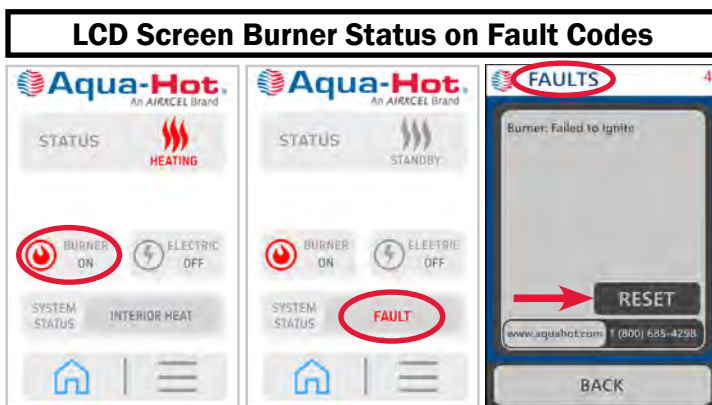 LCD Screen Burner Status on Fault Codes
Aqua-Hot.
An AIRXCEL Brand
STATUS
HEATING
BURNER
ON
ELECTRIC
OFF
SYSTEM
STATUS
INTERIOR HEAT
Aqua-Hot.
An AIRXCEL Brand
STATUS
STANDBY
BURNER
ON
ELECTRIC
OFF
SYSTEM
STATUS
FAULT
FAULTS
4
Burner: Failed to Ignite
RESET
www.aquahot.com 1 (800) 685-4298
BACK